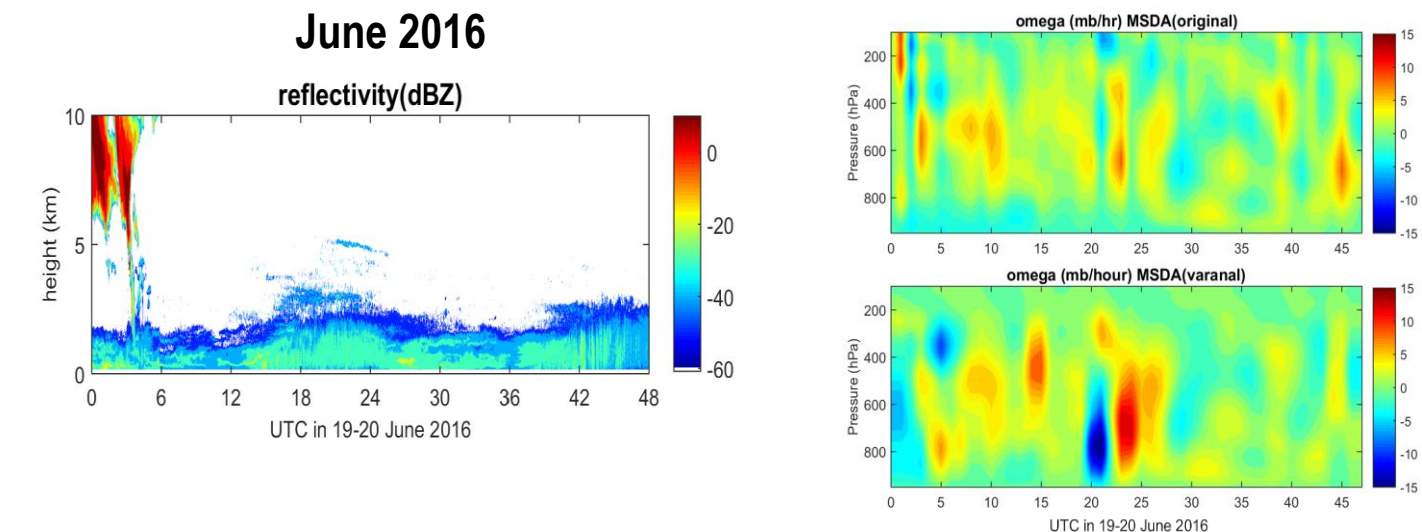 June 2016
reflectivity(dBZ)
10
5
0
height (km)
0 6 12 18 24 30 36 42 48
UTC in 19-20 June 2016
0
-20
-40
-60
omega (mb/hr) MSDA(original)
200
400
600
800
Pressure (hPa)
0 5 10 15 20 25 30 35 40 45
15
10
5
0
-5
-10
-15
omega (mb/hour) MSDA(varanal)
200
400
600
800
Pressure (hPa)
0 5 10 15 20 25 30 35 40 45
UTC in 19-20 June 2016
15
10
5
0
-5
-10
-15